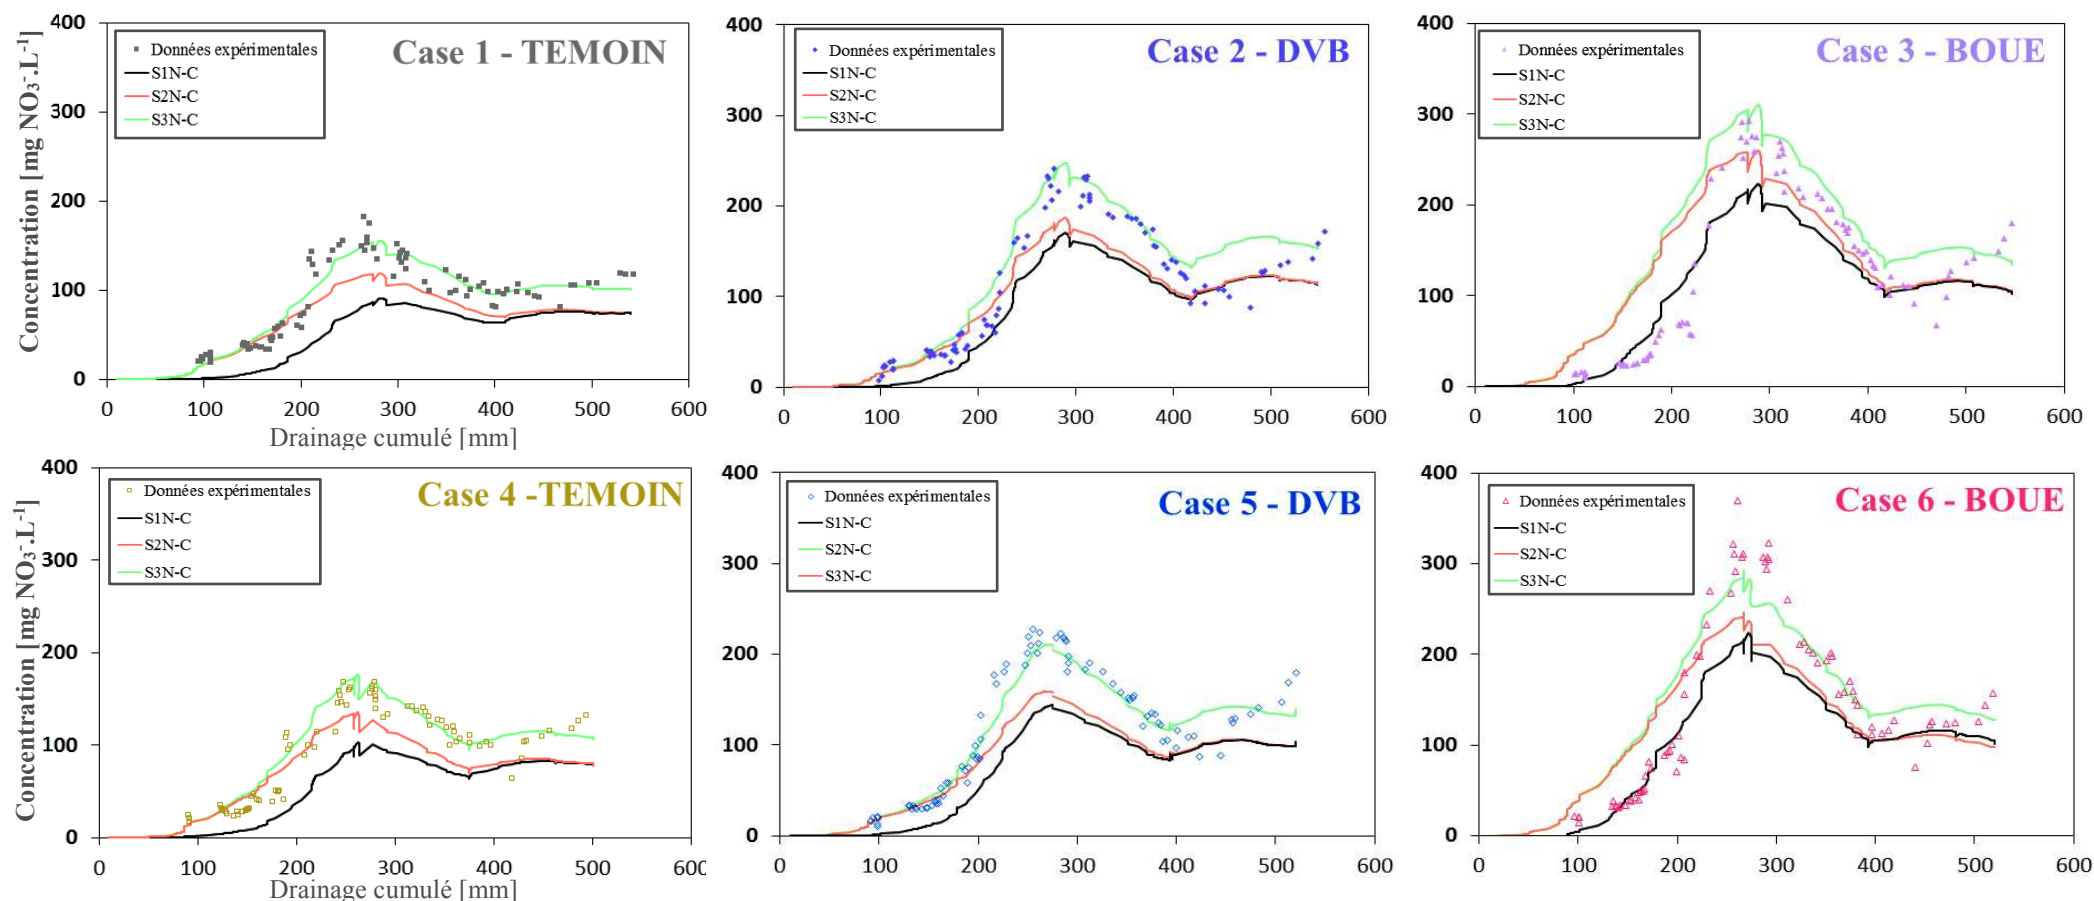 Concentration [mg NO₃⁻.L⁻¹]
400
300
200
100
0
Données expérimentales
S1N-C
S2N-C
S3N-C
Case 1 - TEMOIN
0 100 200 300 400 500 600
Drainage cumulé [mm]
400
300
200
100
0
Données expérimentales
S1N-C
S2N-C
S3N-C
Case 2 - DVB
0 100 200 300 400 500 600
400
300
200
100
0
Données expérimentales
S1N-C
S2N-C
S3N-C
Case 3 - BOUE
0 100 200 300 400 500 600
Concentration [mg NO₃⁻.L⁻¹]
400
300
200
100
0
Données expérimentales
S1N-C
S2N-C
S3N-C
Case 4 -TEMOIN
0 100 200 300 400 500 600
Drainage cumulé [mm]
400
300
200
100
0
Données expérimentales
S1N-C
S2N-C
S3N-C
Case 5 - DVB
0 100 200 300 400 500 600
400
300
200
100
0
Données expérimentales
S1N-C
S2N-C
S3N-C
Case 6 - BOUE
0 100 200 300 400 500 600